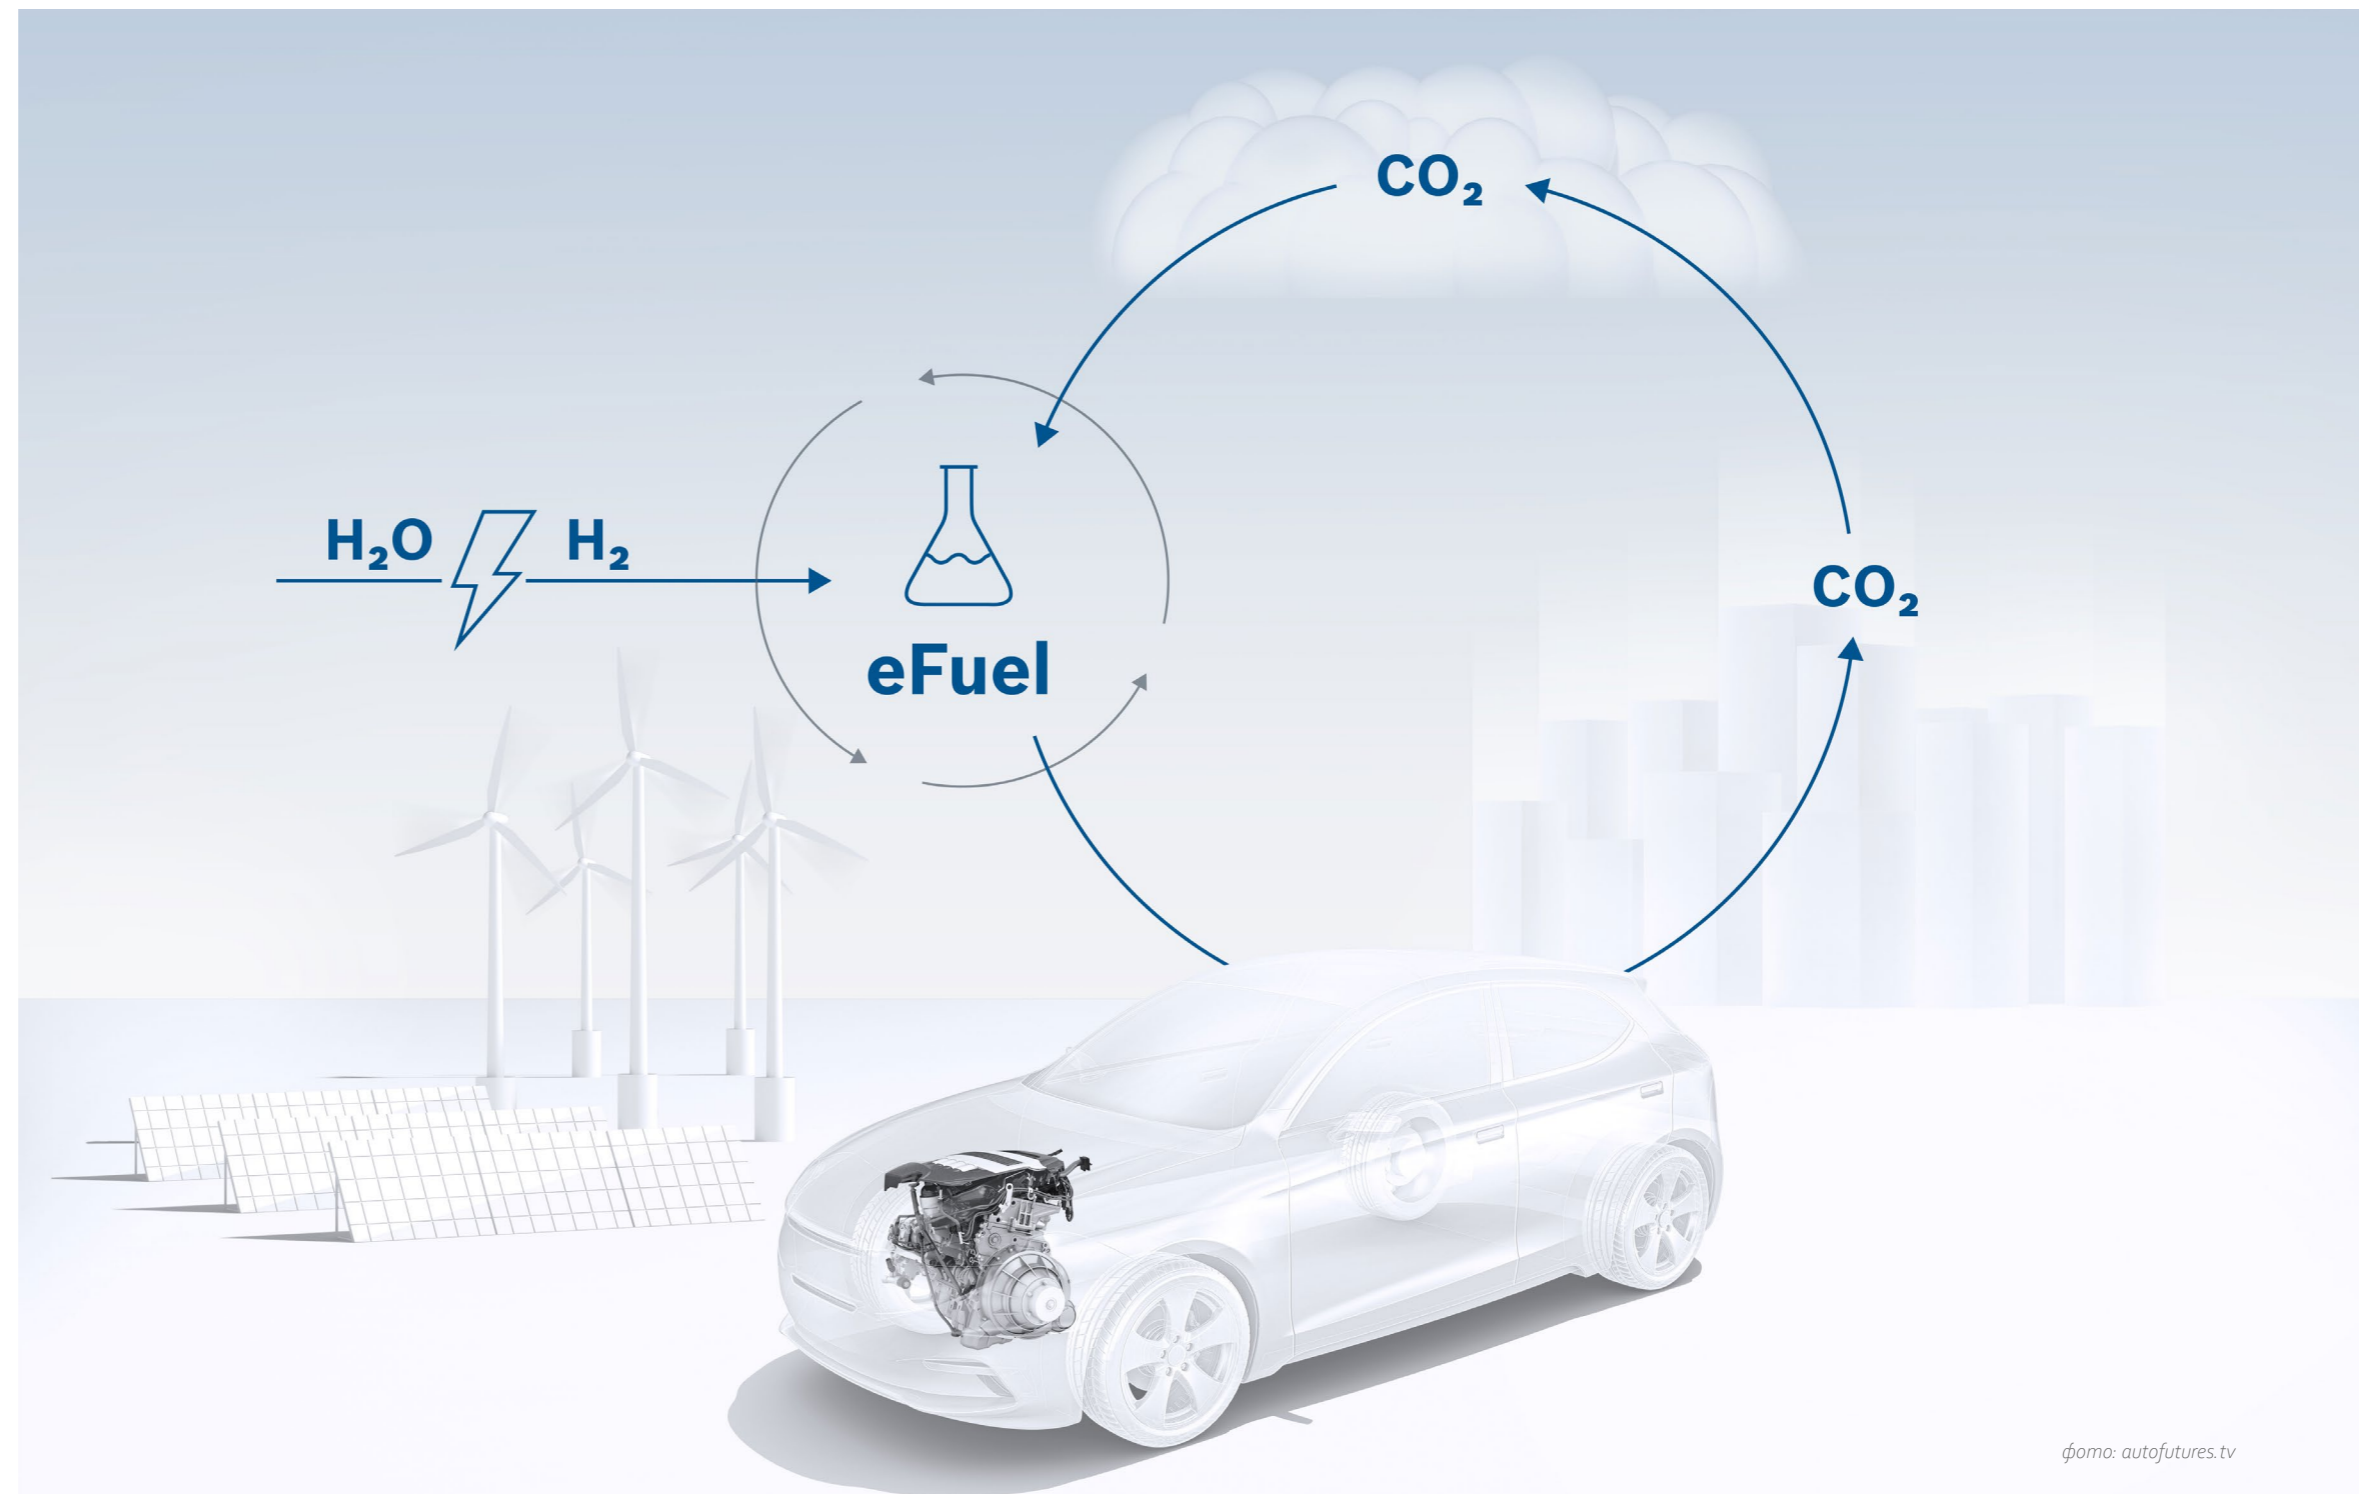 CO₂
H₂O
H₂
CO₂
eFuel
фото: autofutures.tv